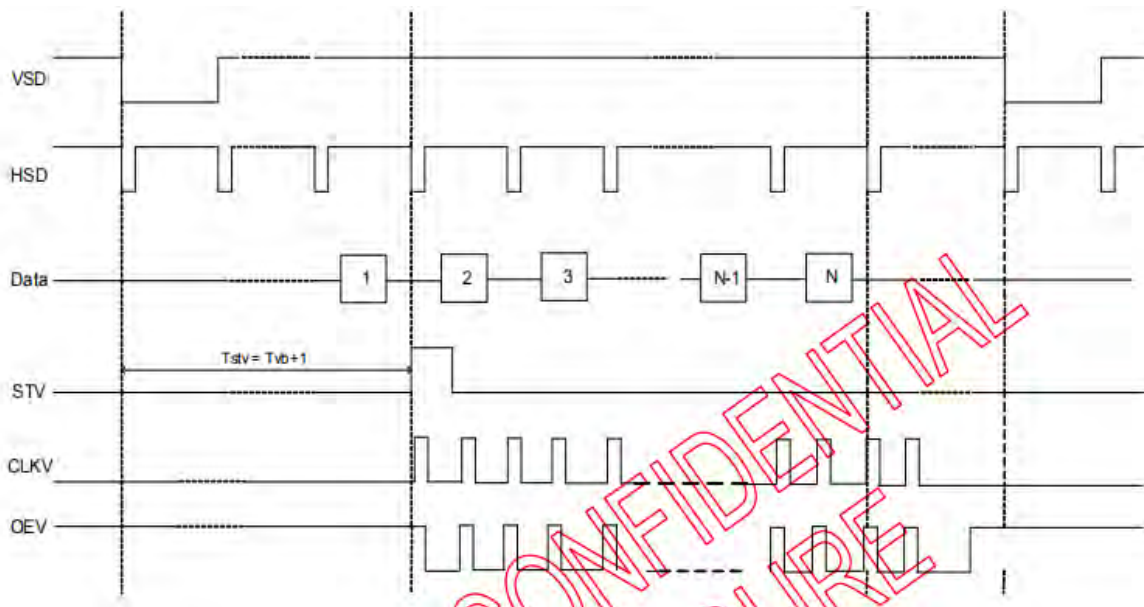 VSD
HSD
Data 1 2 3 N-1 N
Tstv = Tvb+1
STV
CLKV
OEV
CONFIDENTIAL